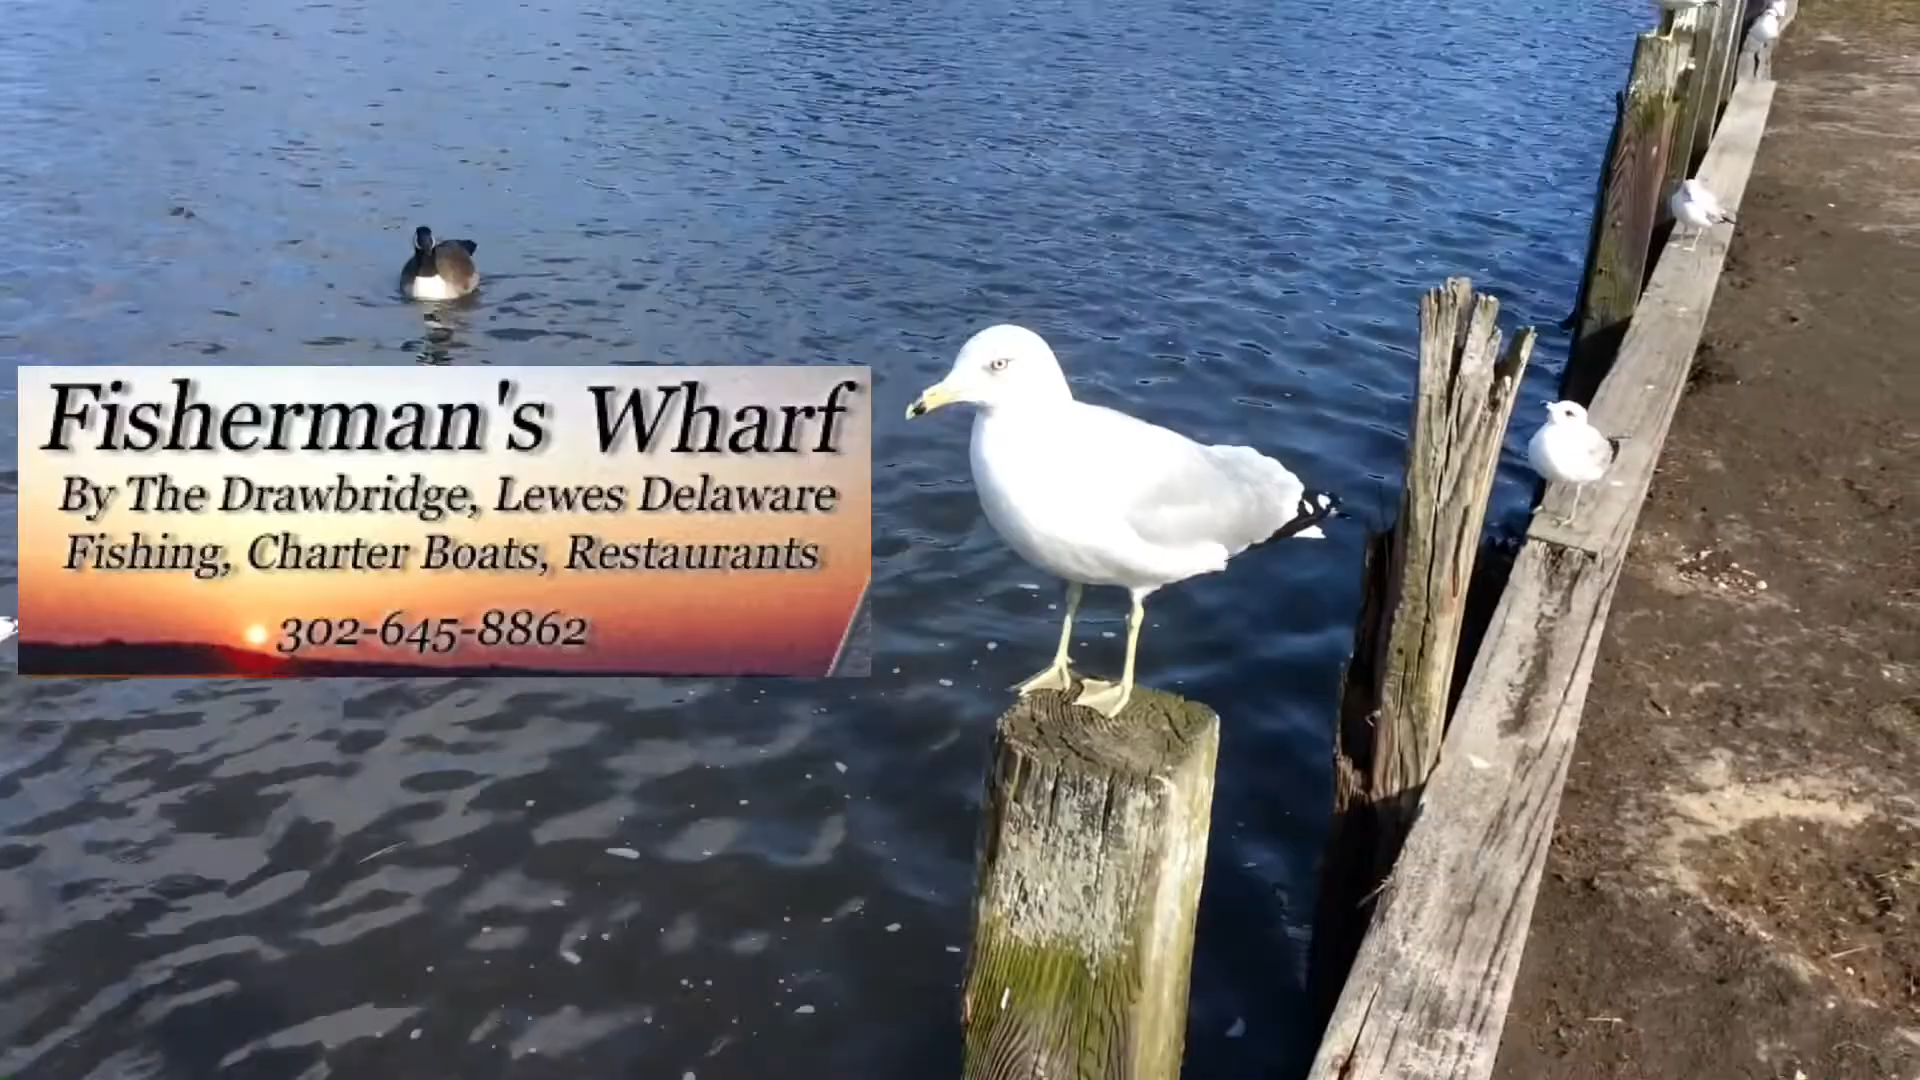 Fisherman's Wharf
By The Drawbridge, Lewes Delaware
Fishing, Charter Boats, Restaurants
302-645-8862